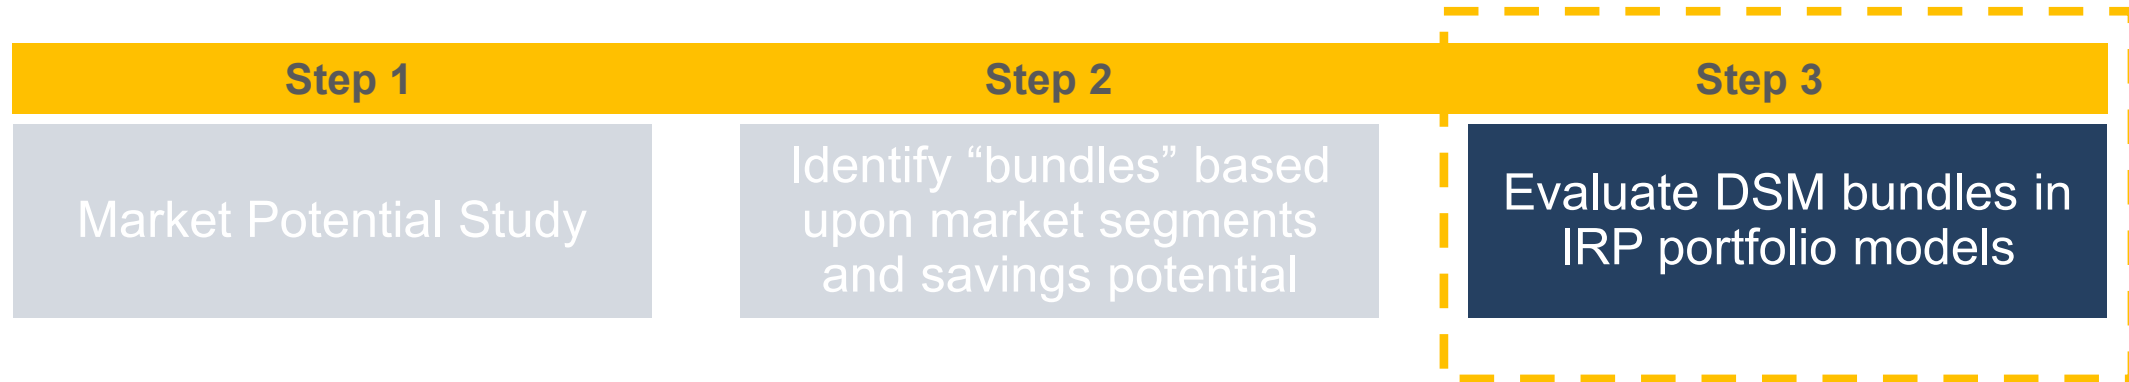 Step 1
Step 2
Step 3
Market Potential Study
Identify “bundles” based
upon market segments
and savings potential
Evaluate DSM bundles in
IRP portfolio models